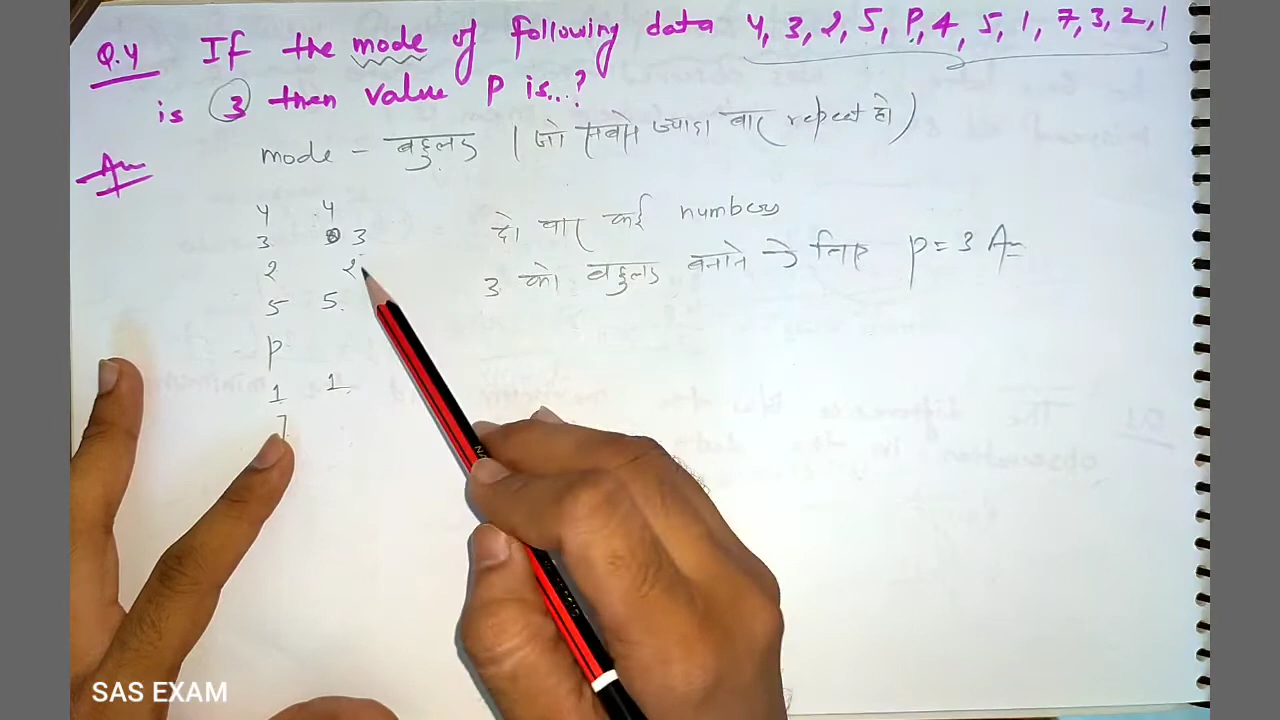 Q.4 If the mode of following data 4, 3, 2, 5, P, 4, 5, 1, 7, 3, 2, 1
is 3 then value P is...?
Ans
mode - बहुलक (जो सबसे ज्यादा बार repeat हो)
4 4
3 3
2 2
5 5.
P
1 1
7
दो बार कई numbers
3 को बहुलक बनाने के लिए P = 3 Ans
SAS EXAM